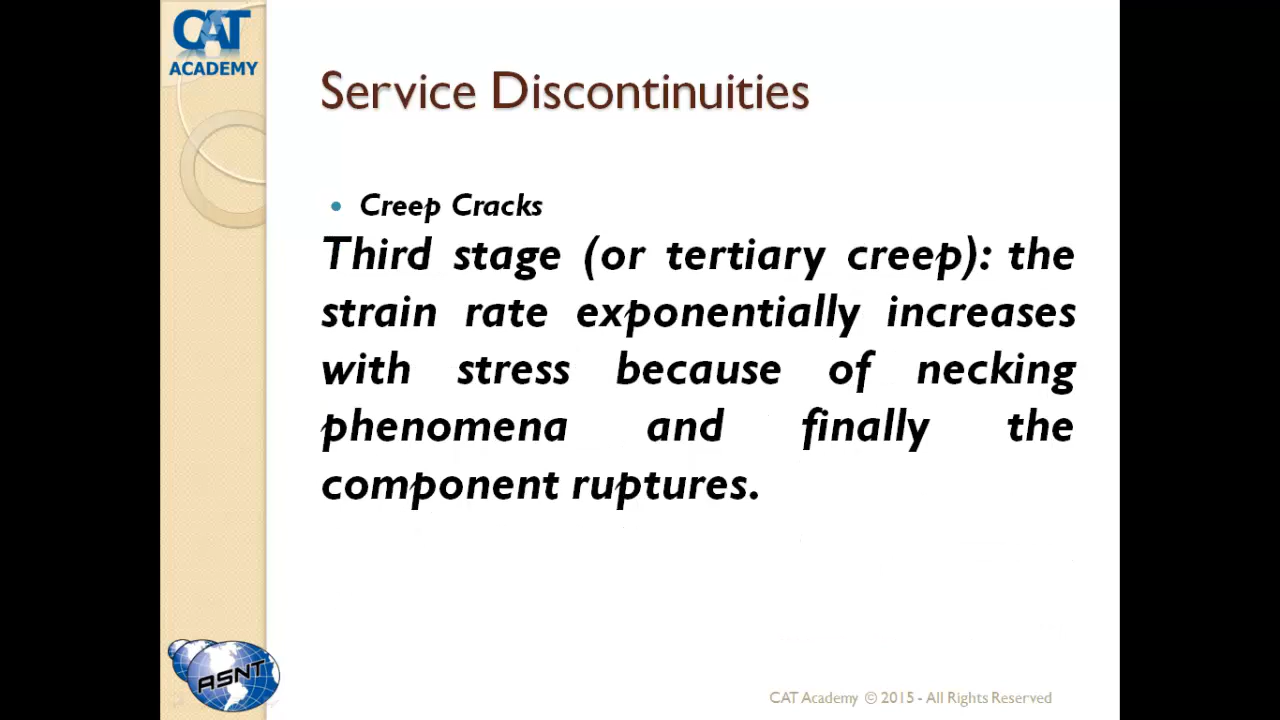 CAT
ACADEMY
Service Discontinuities
• Creep Cracks
Third stage (or tertiary creep): the
strain rate exponentially increases
with stress because of necking
phenomena and finally the
component ruptures.
ASNT
CAT Academy © 2015 - All Rights Reserved